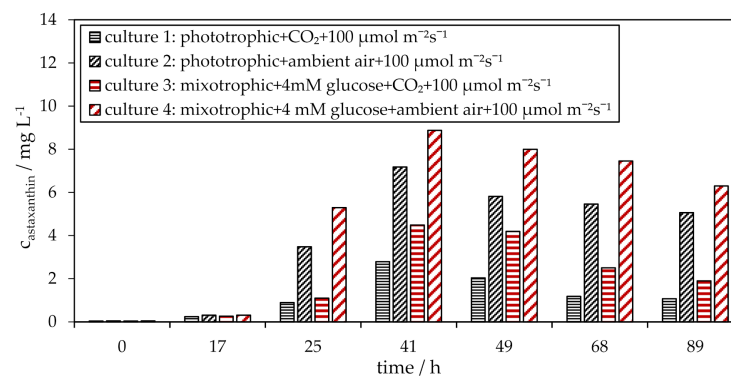 14
12
10
8
6
4
2
0
c_astaxanthin / mg L⁻¹
culture 1: phototrophic+CO₂+100 µmol m⁻²s⁻¹
culture 2: phototrophic+ambient air+100 µmol m⁻²s⁻¹
culture 3: mixotrophic+4mM glucose+CO₂+100 µmol m⁻²s⁻¹
culture 4: mixotrophic+4 mM glucose+ambient air+100 µmol m⁻²s⁻¹
0 17 25 41 49 68 89
time / h